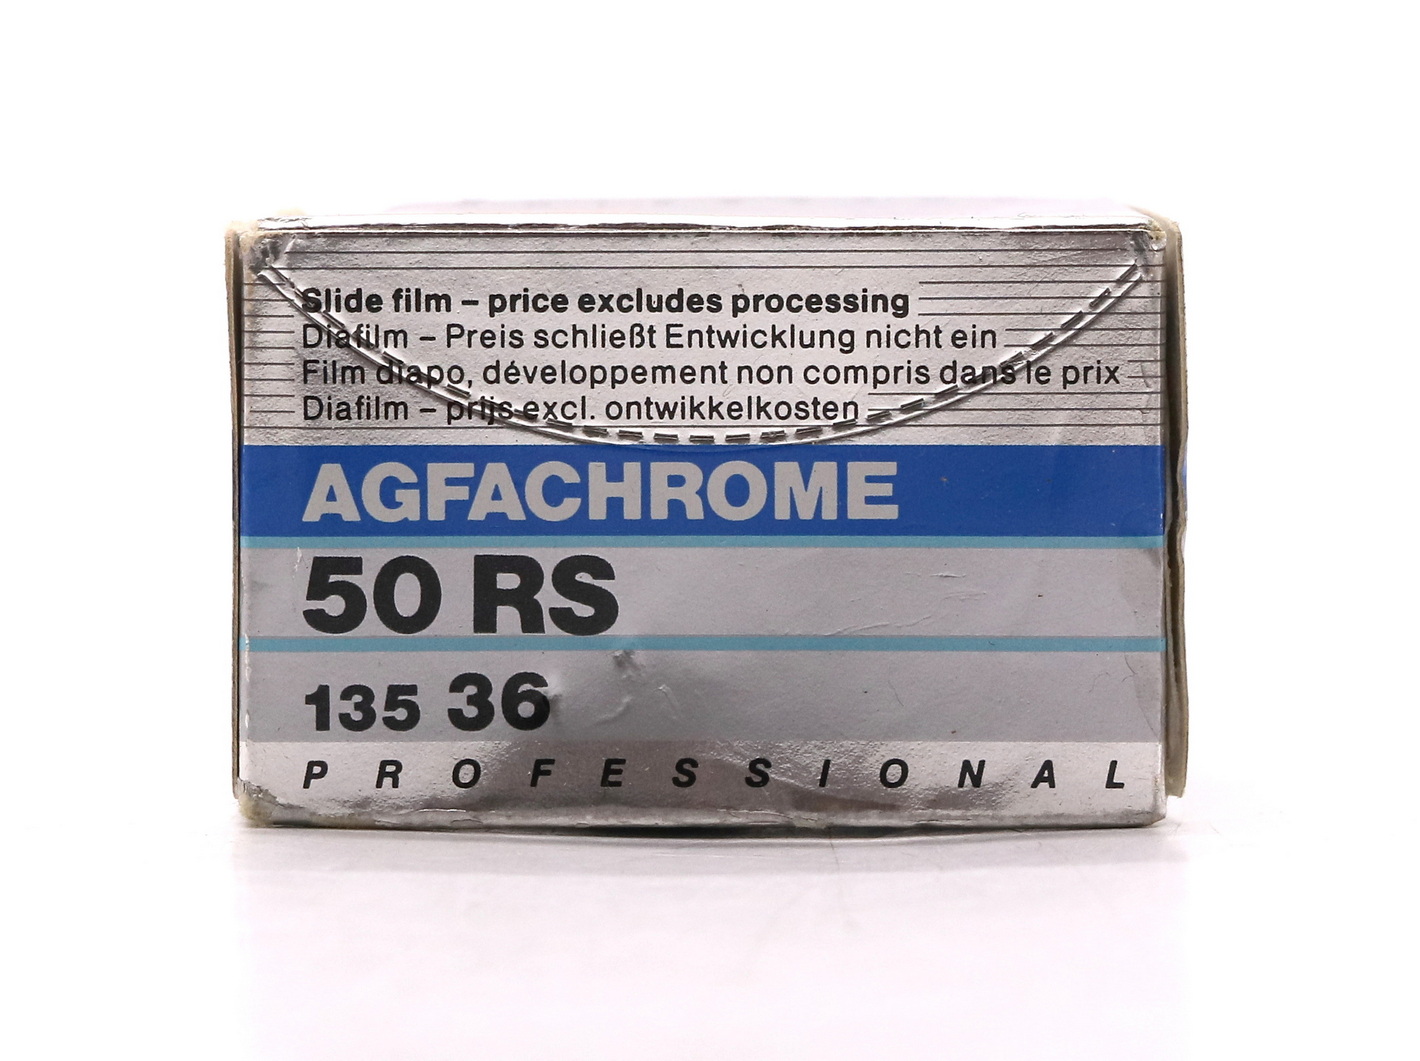 Slide film – price excludes processing
Diafilm – Preis schließt Entwicklung nicht ein
Film diapo, développement non compris dans le prix
Diafilm – prijs excl. ontwikkelkosten
AGFACHROME
50 RS
135 36
PROFESSIONAL